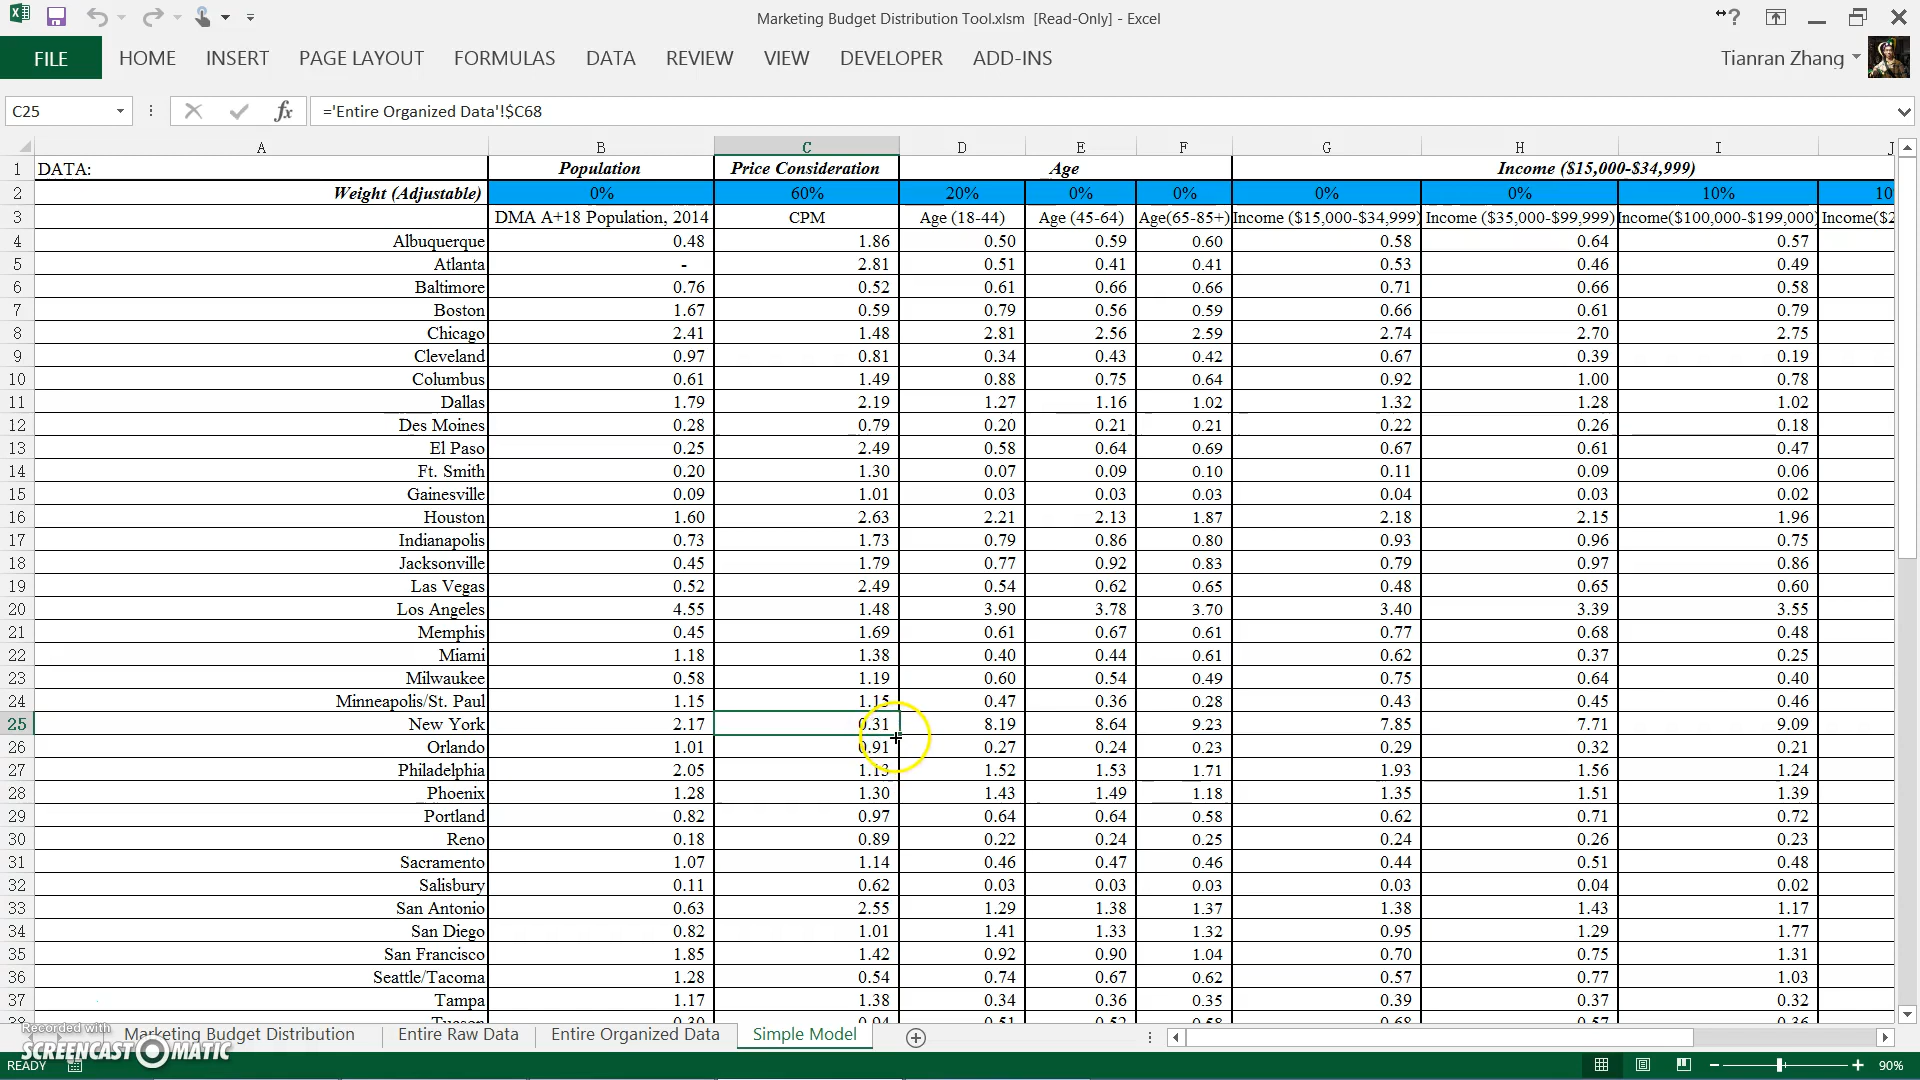 Marketing Budget Distribution Tool.xlsm [Read-Only] - Excel
FILE HOME INSERT PAGE LAYOUT FORMULAS DATA REVIEW VIEW DEVELOPER ADD-INS Tianran Zhang
C25 fx ='Entire Organized Data'!$C68
A B C D E F G H I J
1 DATA: Population Price Consideration Age Income ($15,000-$34,999)
2 Weight (Adjustable) 0% 60% 20% 0% 0% 0% 0% 10% 10
3 DMA A+18 Population, 2014 CPM Age (18-44) Age (45-64) Age(65-85+) Income ($15,000-$34,999) Income ($35,000-$99,999) Income($100,000-$199,000) Income($2
4 Albuquerque 0.48 1.86 0.50 0.59 0.60 0.58 0.64 0.57
5 Atlanta - 2.81 0.51 0.41 0.41 0.53 0.46 0.49
6 Baltimore 0.76 0.52 0.61 0.66 0.66 0.71 0.66 0.58
7 Boston 1.67 0.59 0.79 0.56 0.59 0.66 0.61 0.79
8 Chicago 2.41 1.48 2.81 2.56 2.59 2.74 2.70 2.75
9 Cleveland 0.97 0.81 0.34 0.43 0.42 0.67 0.39 0.19
10 Columbus 0.61 1.49 0.88 0.75 0.64 0.92 1.00 0.78
11 Dallas 1.79 2.19 1.27 1.16 1.02 1.32 1.28 1.02
12 Des Moines 0.28 0.79 0.20 0.21 0.21 0.22 0.26 0.18
13 El Paso 0.25 2.49 0.58 0.64 0.69 0.67 0.61 0.47
14 Ft. Smith 0.20 1.30 0.07 0.09 0.10 0.11 0.09 0.06
15 Gainesville 0.09 1.01 0.03 0.03 0.03 0.04 0.03 0.02
16 Houston 1.60 2.63 2.21 2.13 1.87 2.18 2.15 1.96
17 Indianapolis 0.73 1.73 0.79 0.86 0.80 0.93 0.96 0.75
18 Jacksonville 0.45 1.79 0.77 0.92 0.83 0.79 0.97 0.86
19 Las Vegas 0.52 2.49 0.54 0.62 0.65 0.48 0.65 0.60
20 Los Angeles 4.55 1.48 3.90 3.78 3.70 3.40 3.39 3.55
21 Memphis 0.45 1.69 0.61 0.67 0.61 0.77 0.68 0.48
22 Miami 1.18 1.38 0.40 0.44 0.61 0.62 0.37 0.25
23 Milwaukee 0.58 1.19 0.60 0.54 0.49 0.75 0.64 0.40
24 Minneapolis/St. Paul 1.15 1.15 0.47 0.36 0.28 0.43 0.45 0.46
25 New York 2.17 0.31 8.19 8.64 9.23 7.85 7.71 9.09
26 Orlando 1.01 0.91 0.27 0.24 0.23 0.29 0.32 0.21
27 Philadelphia 2.05 1.13 1.52 1.53 1.71 1.93 1.56 1.24
28 Phoenix 1.28 1.30 1.43 1.49 1.18 1.35 1.51 1.39
29 Portland 0.82 0.97 0.64 0.64 0.58 0.62 0.71 0.72
30 Reno 0.18 0.89 0.22 0.24 0.25 0.24 0.26 0.23
31 Sacramento 1.07 1.14 0.46 0.47 0.46 0.44 0.51 0.48
32 Salisbury 0.11 0.62 0.03 0.03 0.03 0.03 0.04 0.02
33 San Antonio 0.63 2.55 1.29 1.38 1.37 1.38 1.43 1.17
34 San Diego 0.82 1.01 1.41 1.33 1.32 0.95 1.29 1.77
35 San Francisco 1.85 1.42 0.92 0.90 1.04 0.70 0.75 1.31
36 Seattle/Tacoma 1.28 0.54 0.74 0.67 0.62 0.57 0.77 1.03
37 Tampa 1.17 1.38 0.34 0.36 0.35 0.39 0.37 0.32
Recorded with
SCREENCAST MATIC
Marketing Budget Distribution Entire Raw Data Entire Organized Data Simple Model
READY 90%